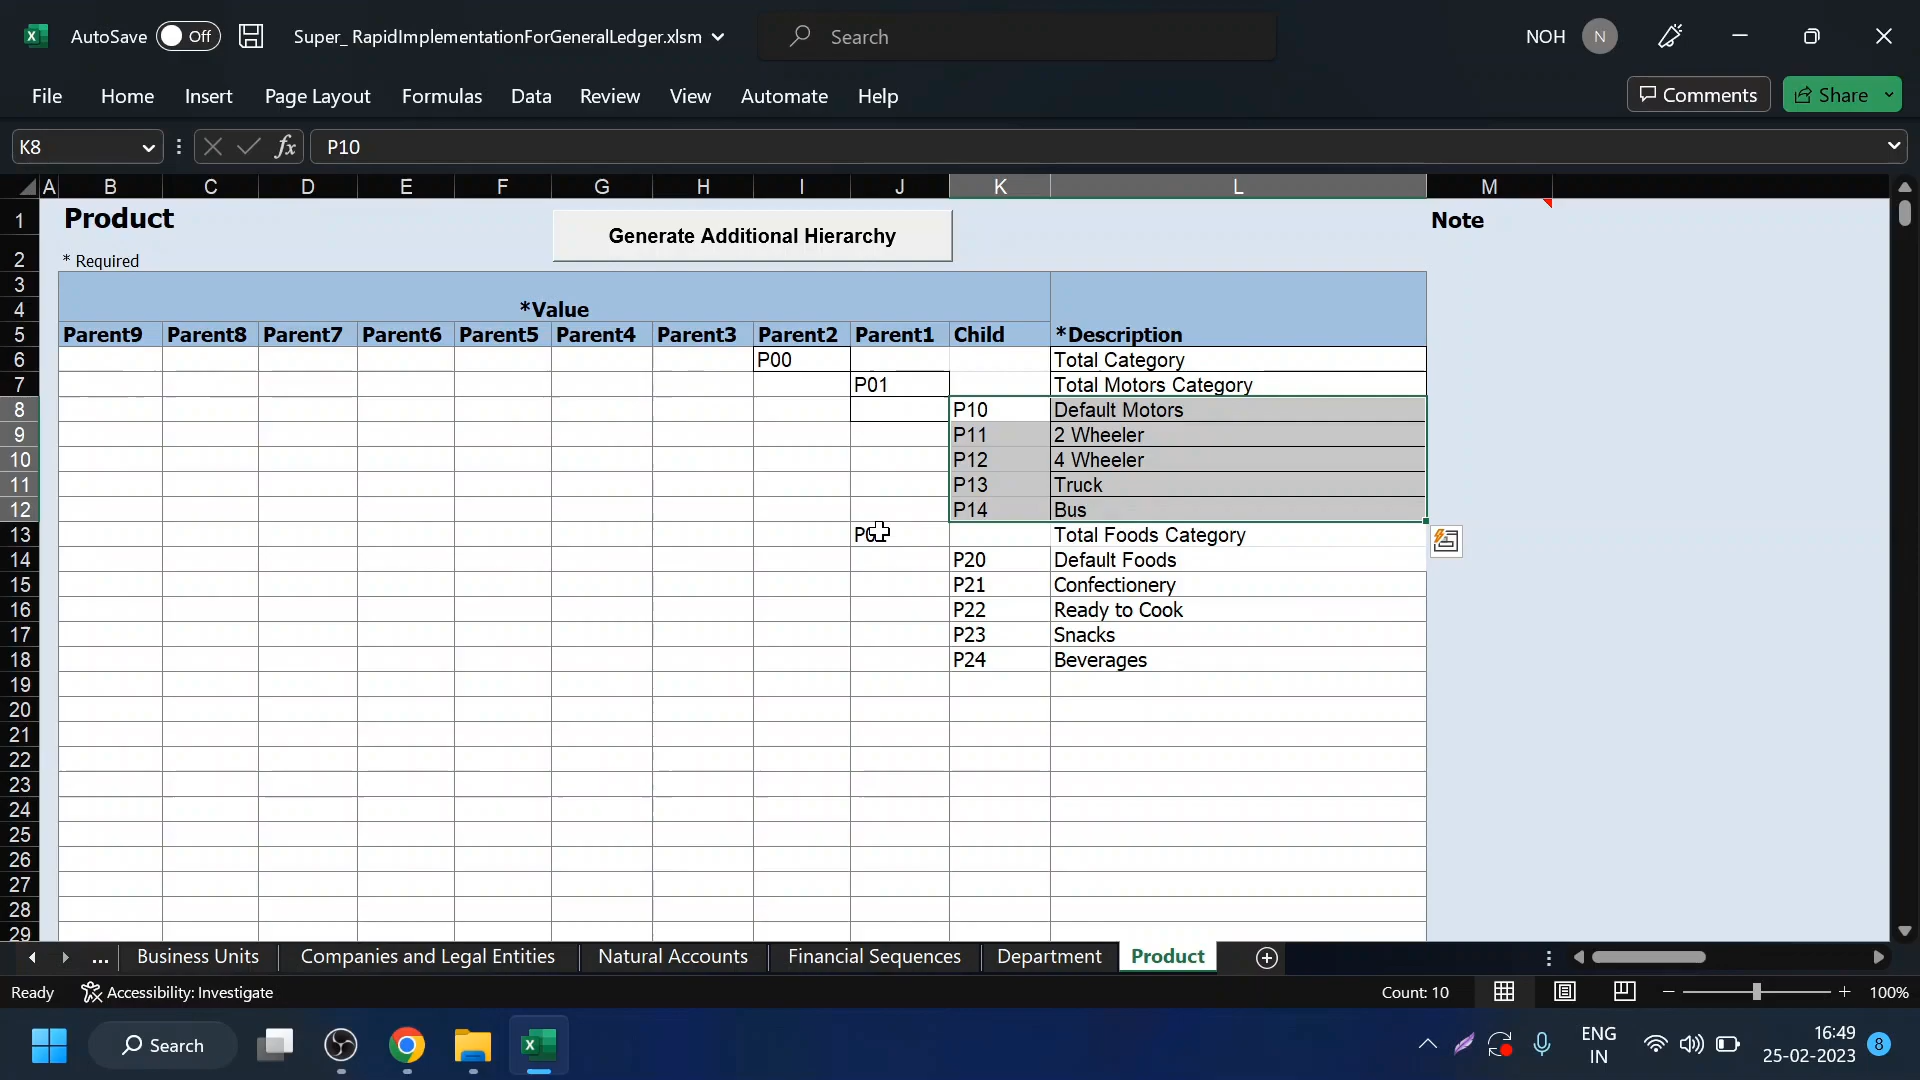 AutoSave Off Super_ RapidImplementationForGeneralLedger.xlsm Search NOH N
File Home Insert Page Layout Formulas Data Review View Automate Help Comments Share
K8 fx P10
A B C D E F G H I J K L M
1 Product Generate Additional Hierarchy Note
2 * Required
3
4 *Value
5 Parent9 Parent8 Parent7 Parent6 Parent5 Parent4 Parent3 Parent2 Parent1 Child *Description
6 P00 Total Category
7 P01 Total Motors Category
8 P10 Default Motors
9 P11 2 Wheeler
10 P12 4 Wheeler
11 P13 Truck
12 P14 Bus
13 Total Foods Category
14 P20 Default Foods
15 P21 Confectionery
16 P22 Ready to Cook
17 P23 Snacks
18 P24 Beverages
19
20
21
22
23
24
25
26
27
28
29
... Business Units Companies and Legal Entities Natural Accounts Financial Sequences Department Product
Ready Accessibility: Investigate Count: 10 100%
Search ENG IN 16:49 25-02-2023 8